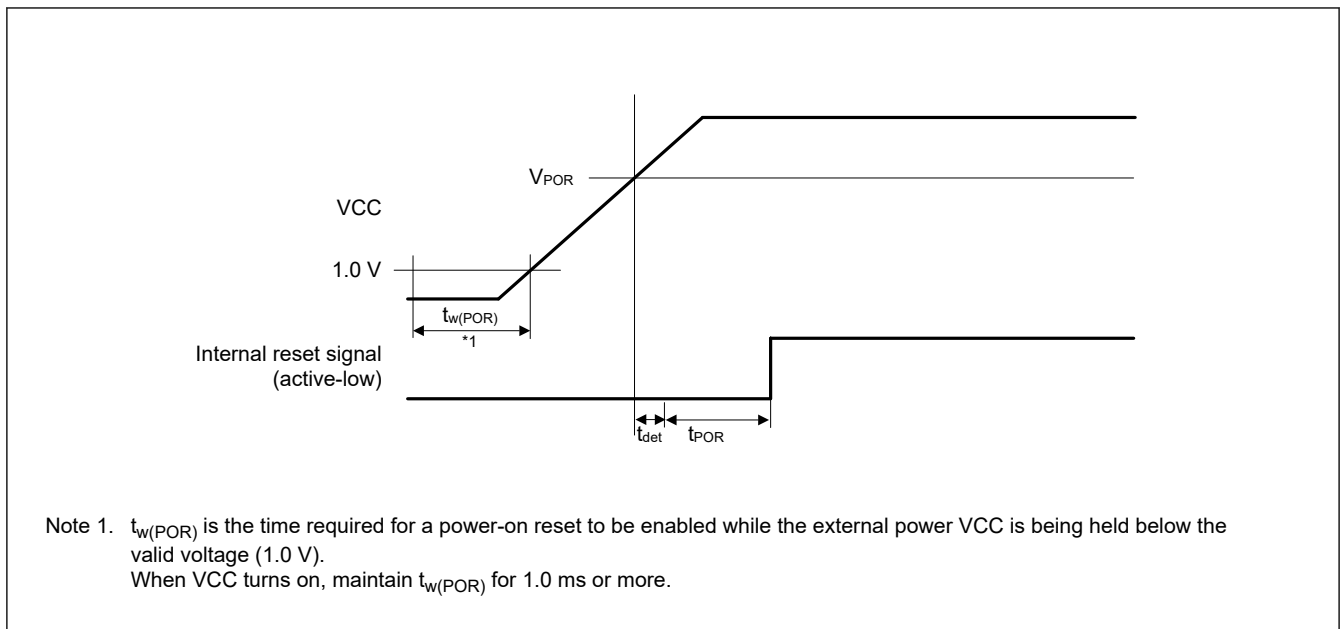 VPOR
VCC
1.0 V
tw(POR)
*1
Internal reset signal
(active-low)
tdet
tPOR
Note 1. tw(POR) is the time required for a power-on reset to be enabled while the external power VCC is being held below the
valid voltage (1.0 V).
When VCC turns on, maintain tw(POR) for 1.0 ms or more.